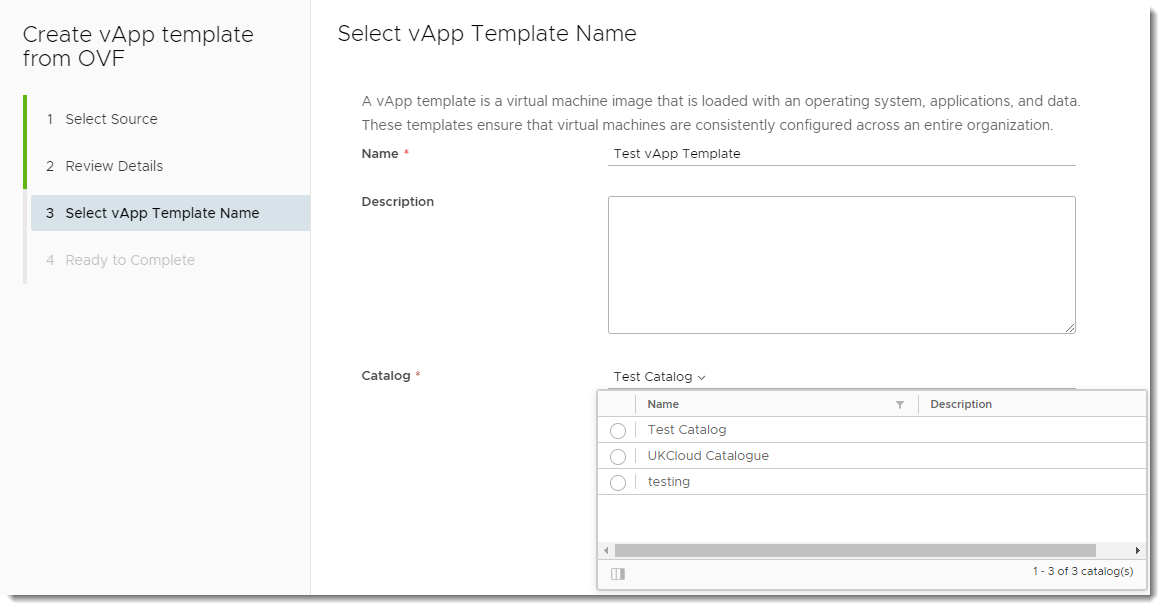 Create vApp template
from OVF
1 Select Source
2 Review Details
3 Select vApp Template Name
4 Ready to Complete
Select vApp Template Name
A vApp template is a virtual machine image that is loaded with an operating system, applications, and data.
These templates ensure that virtual machines are consistently configured across an entire organization.
Name *
Test vApp Template
Description
Catalog *
Test Catalog
Name
Description
Test Catalog
UKCloud Catalogue
testing
1 - 3 of 3 catalog(s)